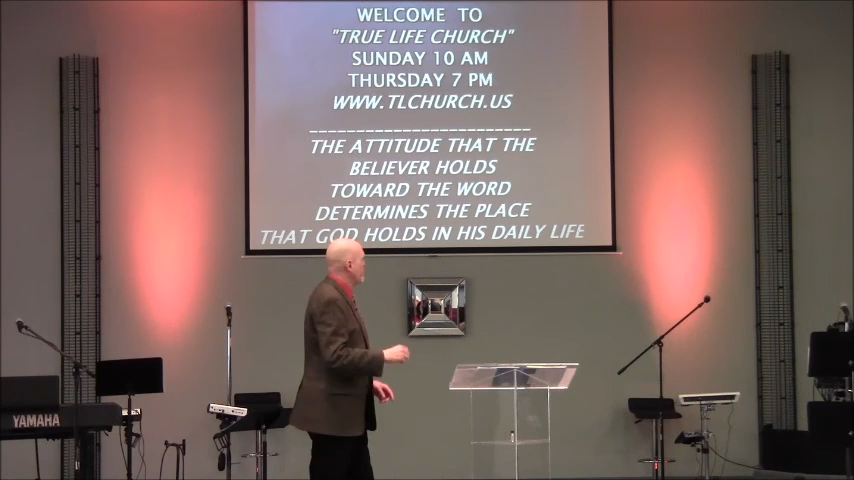 WELCOME TO
"TRUE LIFE CHURCH"
SUNDAY 10 AM
THURSDAY 7 PM
WWW.TLCHURCH.US
THE ATTITUDE THAT THE
BELIEVER HOLDS
TOWARD THE WORD
DETERMINES THE PLACE
THAT GOD HOLDS IN HIS DAILY LIFE
YAMAHA